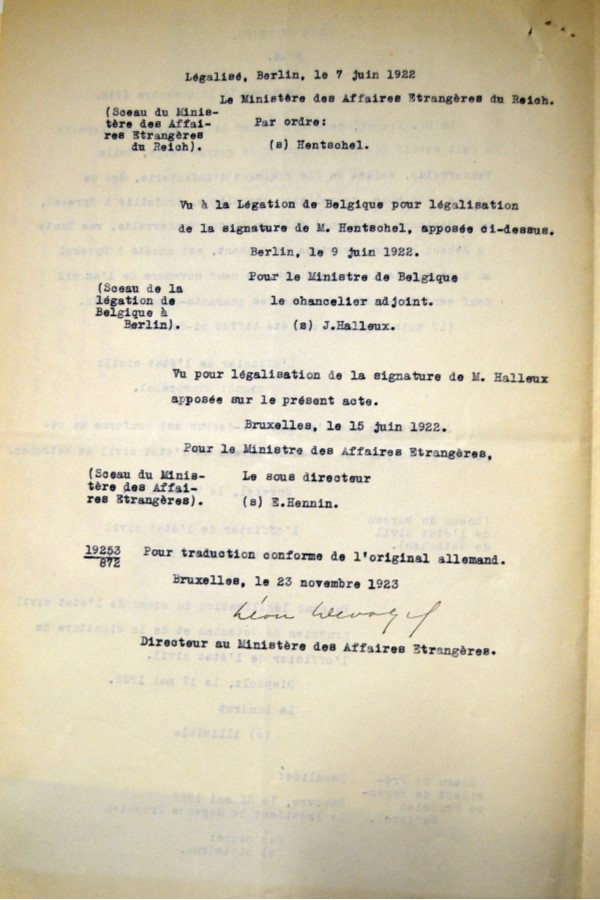 Légalisé, Berlin, le 7 juin 1922
Le Ministère des Affaires Etrangères du Reich.
(Sceau du Minis-
tère des Affai-
res Etrangères
du Reich).
Par ordre:
(s) Hentschel.
Vu à la Légation de Belgique pour légalisation
de la signature de M. Hentschel, apposée ci-dessus.
Berlin, le 9 juin 1922.
Pour le Ministre de Belgique
(Sceau de la
légation de
Belgique à
Berlin).
le chancelier adjoint.
(s) J.Halleux.
Vu pour légalisation de la signature de M. Halleux
apposée sur le présent acte.
Bruxelles, le 15 juin 1922.
Pour le Ministre des Affaires Etrangères,
(Sceau du Minis-
tère des Affai-
res Etrangères).
Le sous directeur
(s) E.Hennin.
19253
872
Pour traduction conforme de l'original allemand.
Bruxelles, le 23 novembre 1923
Léon
Directeur au Ministère des Affaires Etrangères.